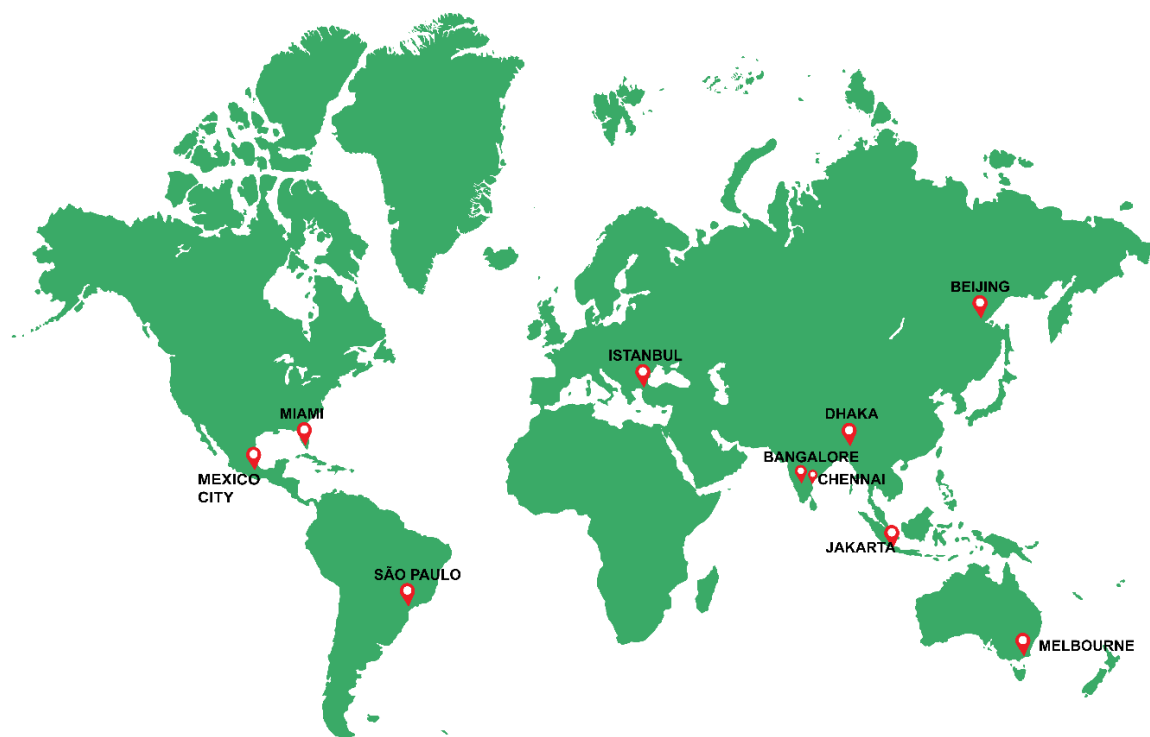 BEIJING
ISTANBUL
MIAMI
DHAKA
BANGALORE
CHENNAI
MEXICO
CITY
JAKARTA
SÃO PAULO
MELBOURNE